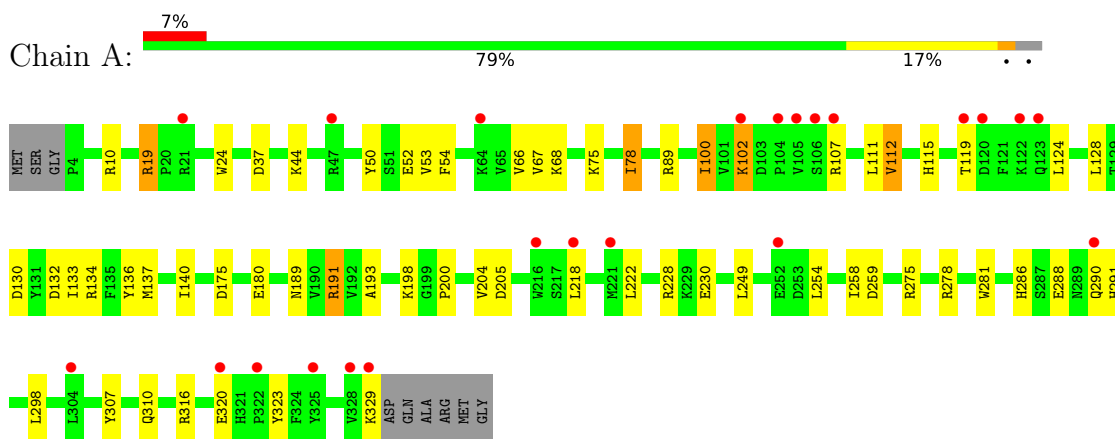 7%
Chain A:
79% 17% • •
MET SER GLY P4 R10 R19 P20 R21 W24 D37 K44 R47 Y50 S51 E52 V53 F54 K64 V65 V66 V67 K68 K75 I78 R89 I100 V101 K102 D103 P104 V105 S106 R107 L111 V112 H115 T119 D120 F121 K122 Q123 L124 L128 T129
D130 Y131 D132 I133 R134 F135 Y136 M137 I140 D175 E180 N189 V190 R191 V192 A193 K198 G199 P200 V204 D205 W216 S217 L218 M221 L222 R228 K229 E230 L249 E252 D253 L254 I258 D259 R275 R278 W281 H286 S287 E288 N289 Q290 H291
L298 L304 Y307 Q310 R316 E320 H321 P322 Y323 F324 Y325 V328 K329 ASP GLN ALA ARG MET GLY